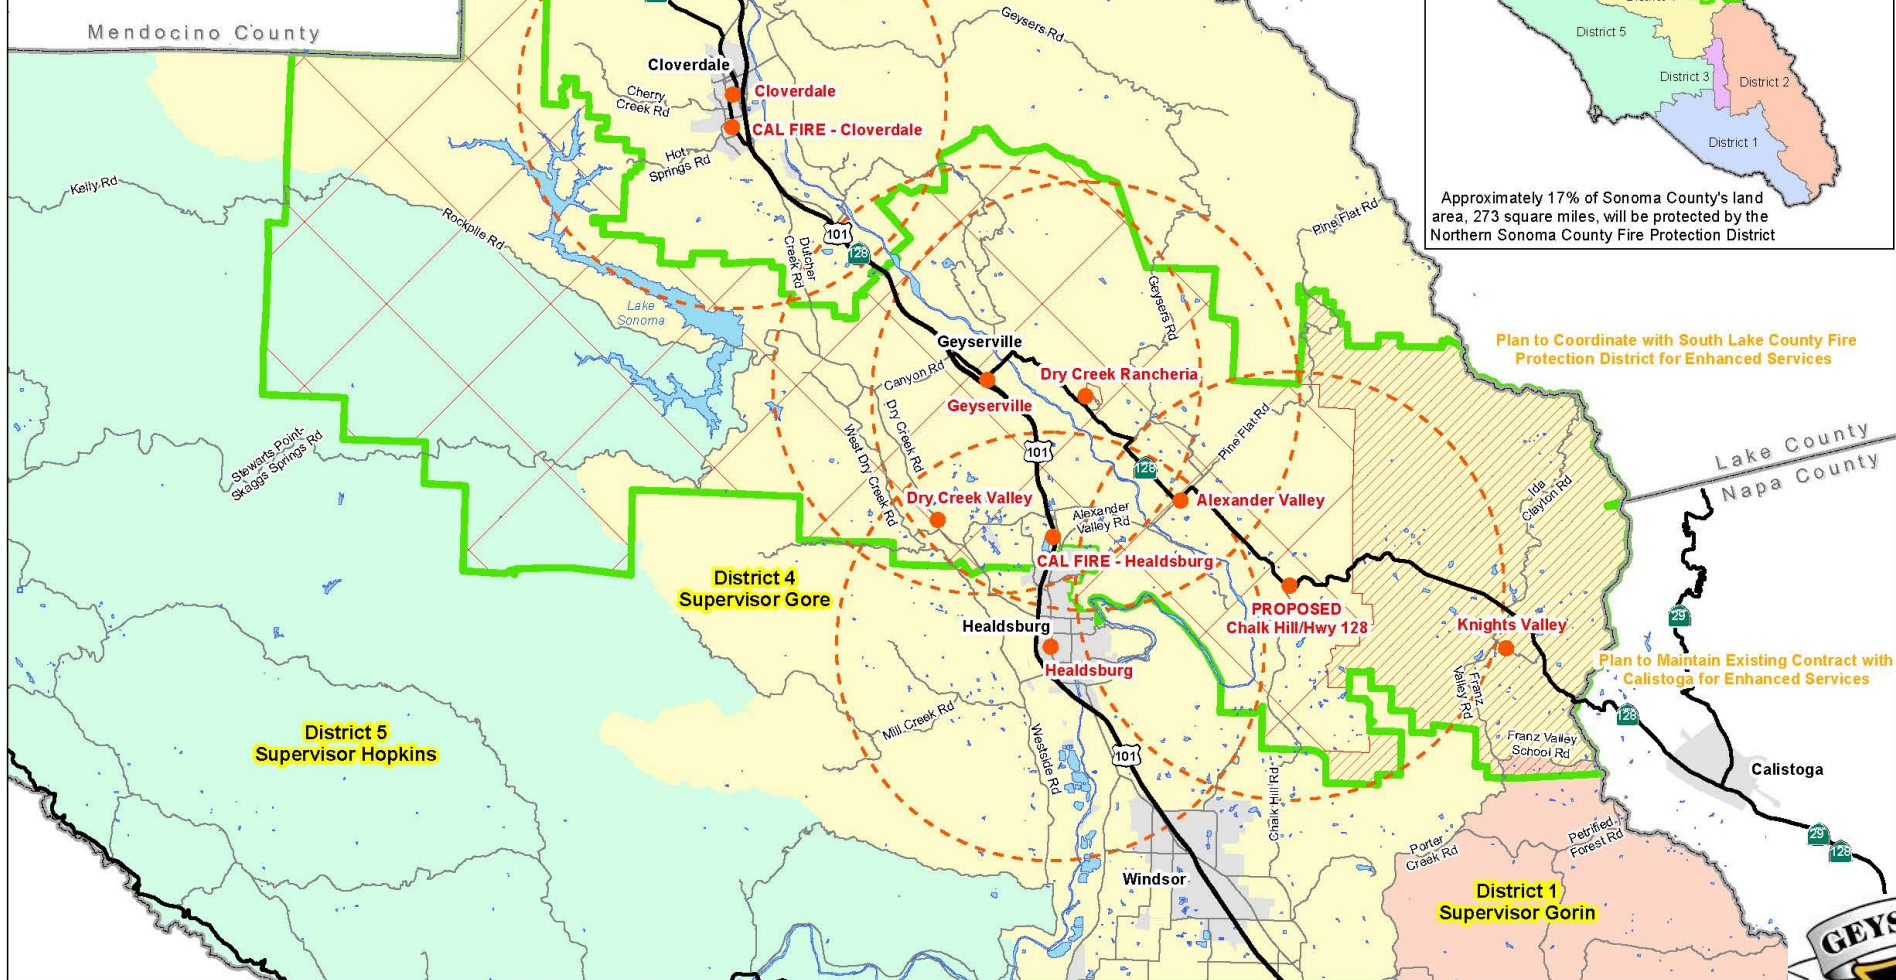 Mendocino County
Geysers Rd
District 5
District 3
District 2
District 1
Approximately 17% of Sonoma County's land
area, 273 square miles, will be protected by the
Northern Sonoma County Fire Protection District
Cloverdale
Cloverdale
Cherry
Creek Rd
CAL FIRE - Cloverdale
Hot
Springs Rd
Kelly Rd
Rockpile Rd
101
128
Dutcher
Creek Rd
Pine Flat Rd
Geysers Rd
Lake
Sonoma
Geyserville
Canyon Rd
Geyserville
Dry Creek Rancheria
Plan to Coordinate with South Lake County Fire
Protection District for Enhanced Services
Dry Creek Rd
West Dry Creek Rd
Pine Flat Rd
101
128
Stewarts Point-
Skaggs Springs Rd
Lake County
Napa County
Ida
Clayton Rd
Dry Creek Valley
Alexander
Valley Rd
Alexander Valley
CAL FIRE - Healdsburg
District 4
Supervisor Gore
PROPOSED
Chalk Hill/Hwy 128
Knights Valley
29
Healdsburg
Healdsburg
Plan to Maintain Existing Contract with
Calistoga for Enhanced Services
Franz
Valley Rd
128
District 5
Supervisor Hopkins
Mill Creek Rd
Westside Rd
101
Franz Valley
School Rd
Calistoga
Chalk Hill Rd
Porter
Creek Rd
Petrified
Forest Rd
29
128
Windsor
District 1
Supervisor Gorin
GEYS